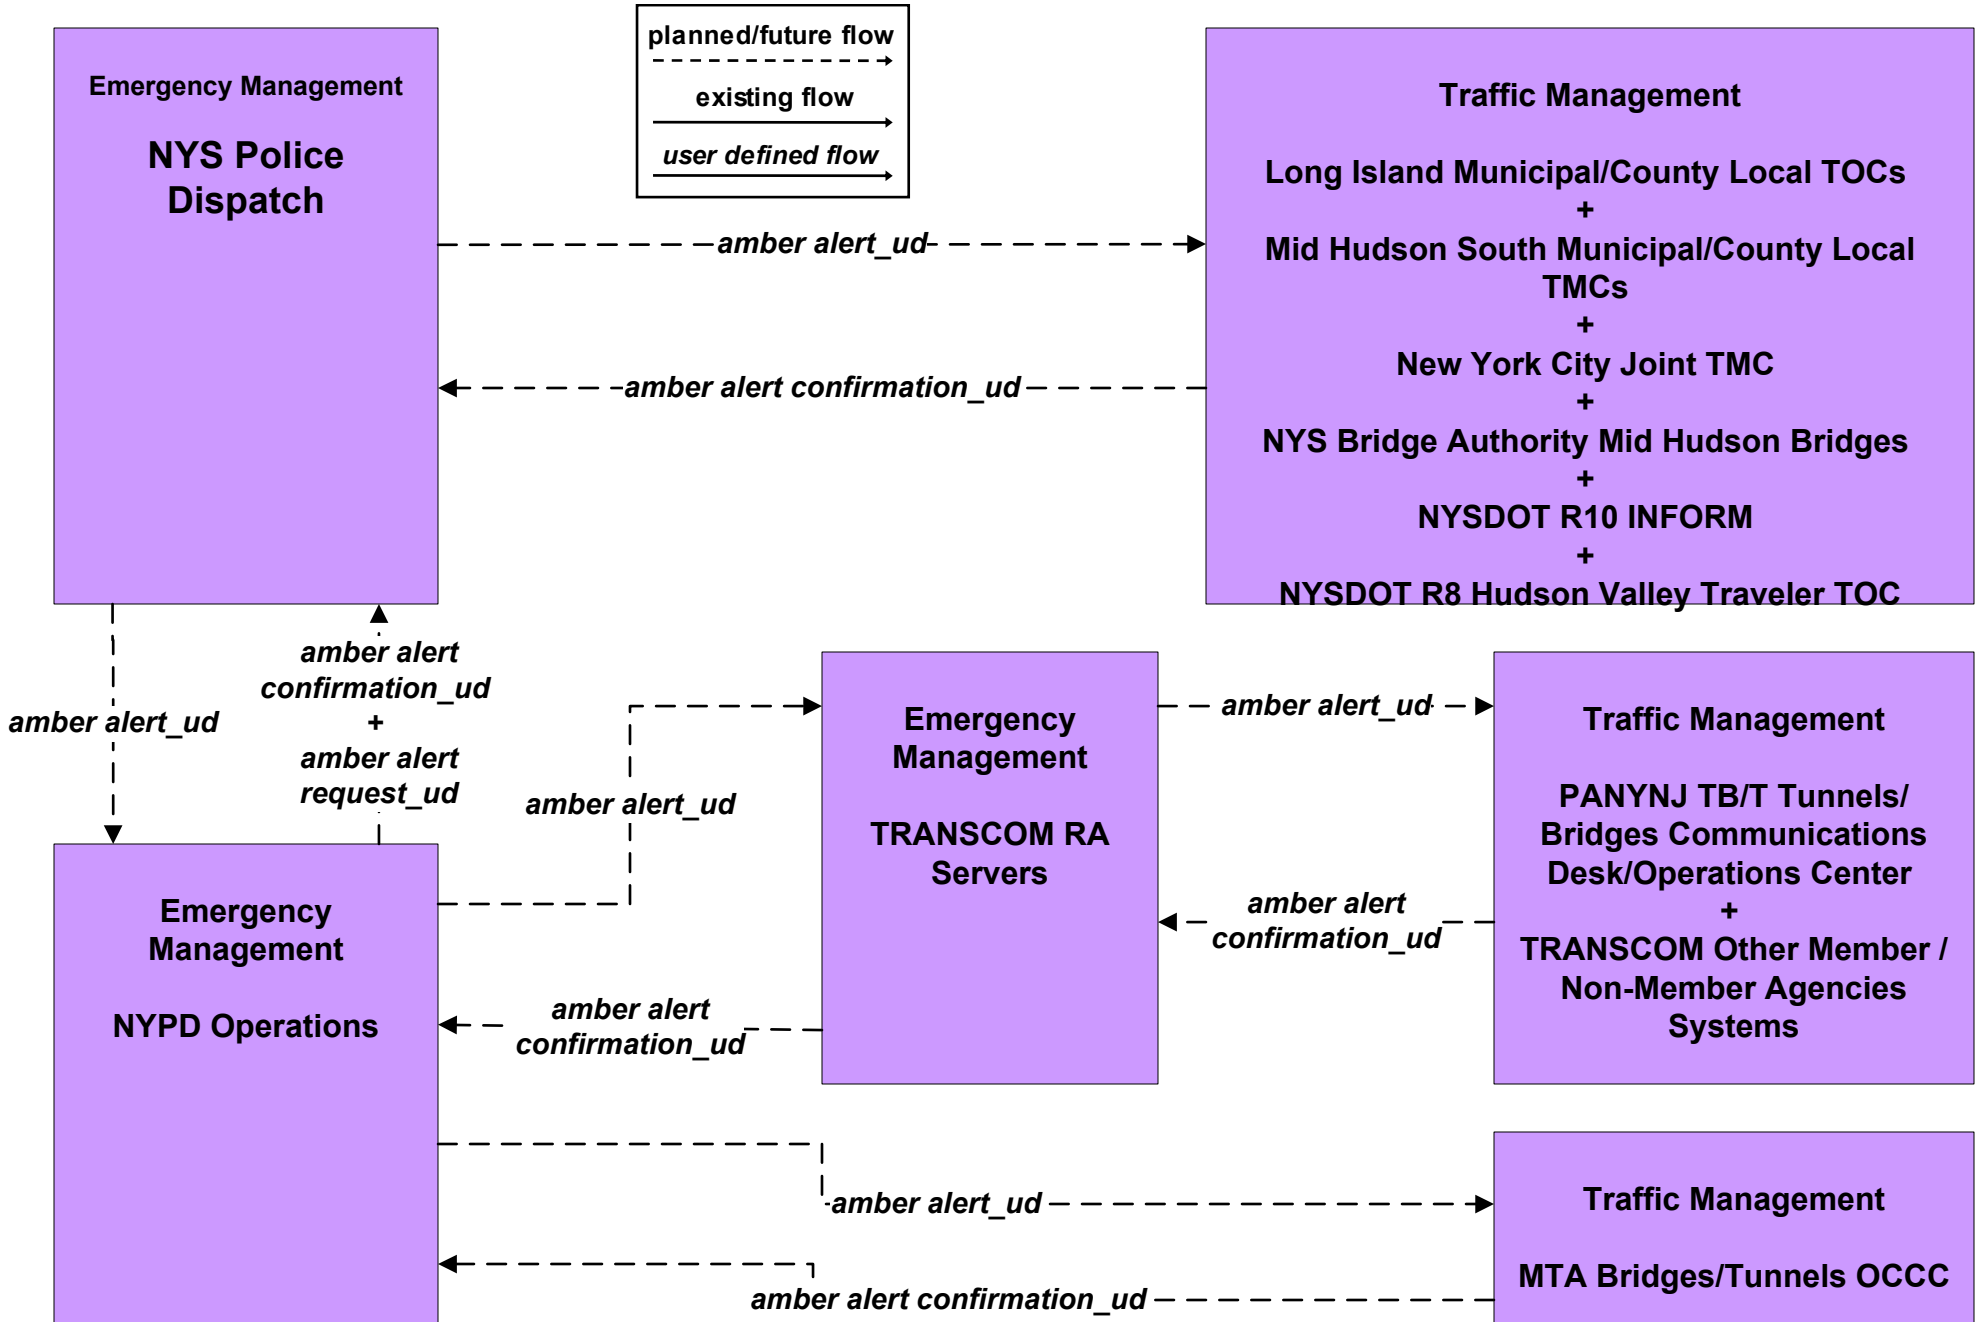 planned/future flow
existing flow
user defined flow
Emergency Management
NYS Police
Dispatch
Traffic Management
Long Island Municipal/County Local TOCs
+
Mid Hudson South Municipal/County Local
TMCs
+
New York City Joint TMC
+
NYS Bridge Authority Mid Hudson Bridges
+
NYSDOT R10 INFORM
+
NYSDOT R8 Hudson Valley Traveler TOC
amber alert_ud
amber alert confirmation_ud
amber alert_ud
amber alert
confirmation_ud
+
amber alert
request_ud
amber alert_ud
Emergency
Management
TRANSCOM RA
Servers
amber alert_ud
amber alert
confirmation_ud
Traffic Management
PANYNJ TB/T Tunnels/
Bridges Communications
Desk/Operations Center
+
TRANSCOM Other Member /
Non-Member Agencies
Systems
Emergency
Management
NYPD Operations
amber alert
confirmation_ud
amber alert_ud
amber alert confirmation_ud
Traffic Management
MTA Bridges/Tunnels OCCC